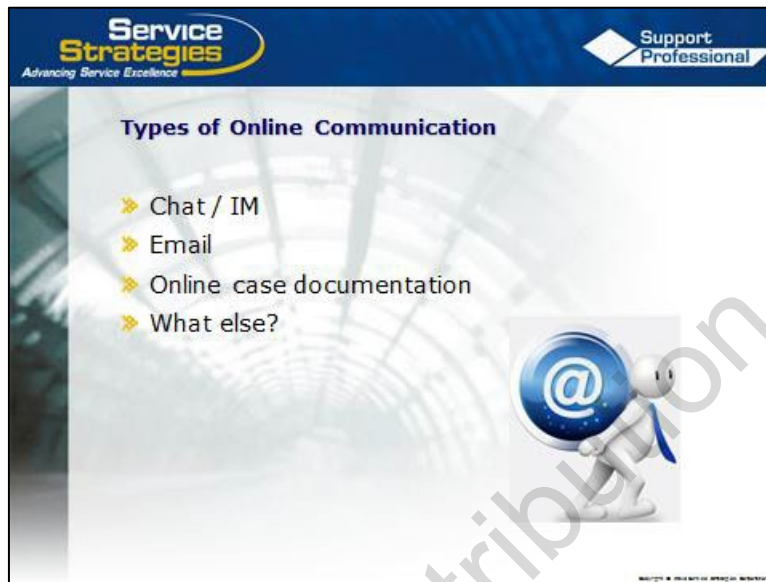 Service
Strategies
Advancing Service Excellence
Support
Professional
Types of Online Communication
Chat / IM
Email
Online case documentation
What else?
@